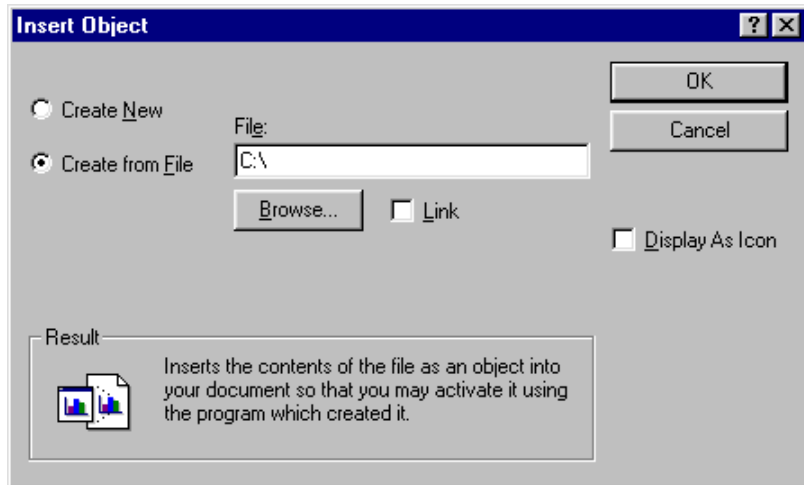 Insert Object
Create New
Create from File
File:
C:\
Browse...
Link
OK
Cancel
Display As Icon
Result
Inserts the contents of the file as an object into
your document so that you may activate it using
the program which created it.